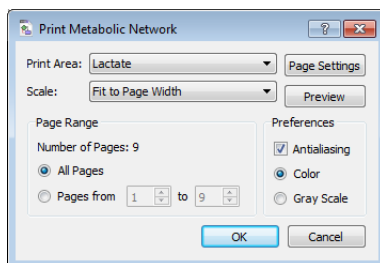 Print Metabolic Network
Print Area: Lactate Page Settings
Scale: Fit to Page Width Preview
Page Range Preferences
Number of Pages: 9 Antialiasing
All Pages Color
Pages from 1 to 9 Gray Scale
OK Cancel